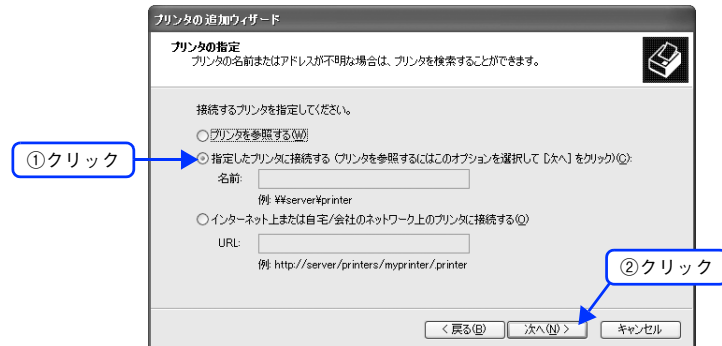 プリンタの追加ウィザード
プリンタの指定
プリンタの名前またはアドレスが不明な場合は、プリンタを検索することができます。
接続するプリンタを指定してください。
プリンタを参照する(W)
①クリック
指定したプリンタに接続する (プリンタを参照するにはこのオプションを選択して [次へ] をクリック)(C):
名前:
例: ¥¥server¥printer
インターネット上または自宅/会社のネットワーク上のプリンタに接続する(O)
URL:
例: http://server/printers/myprinter/.printer
②クリック
< 戻る(B)
次へ(N) >
キャンセル